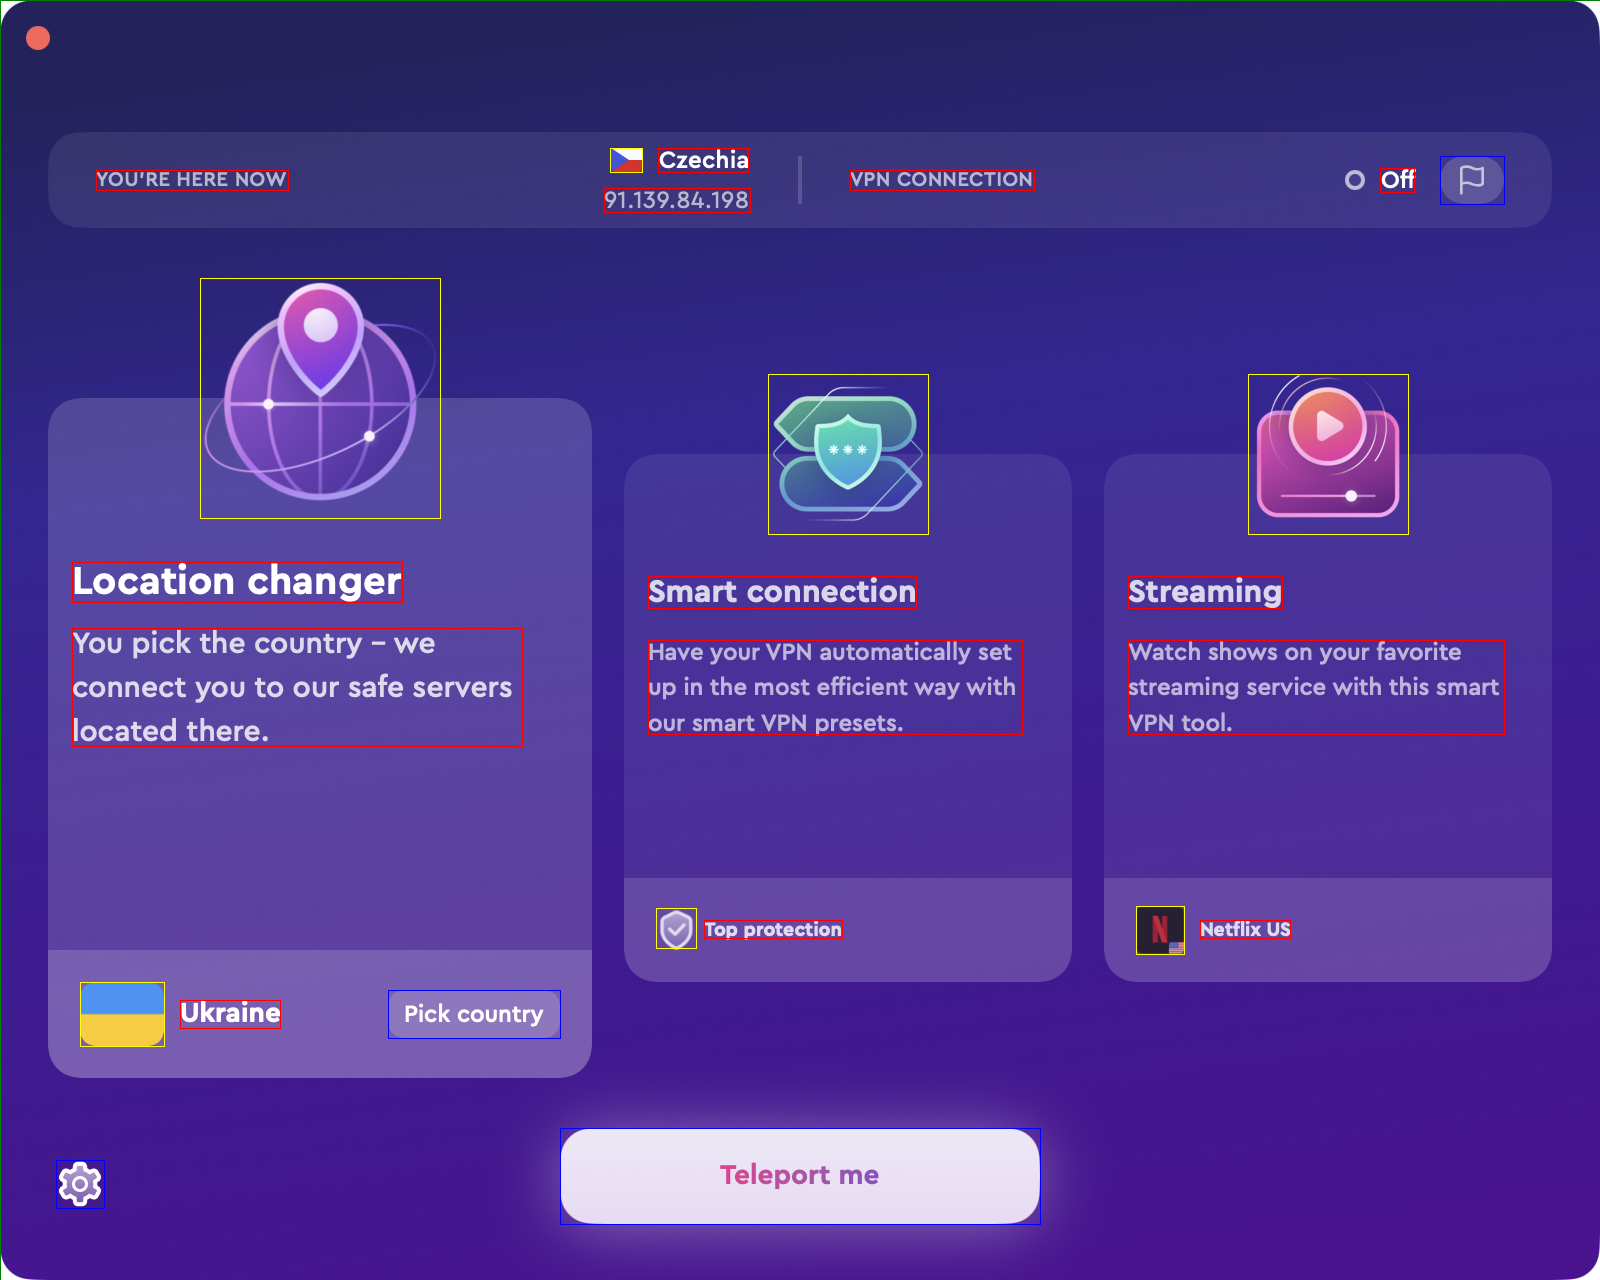 YOU'RE HERE NOW
Czechia
91.139.84.198
VPN CONNECTION
Off
Location changer
You pick the country – we
connect you to our safe servers
located there.
Ukraine
Pick country
Smart connection
Have your VPN automatically set
up in the most efficient way with
our smart VPN presets.
Top protection
Streaming
Watch shows on your favorite
streaming service with this smart
VPN tool.
N
Netflix US
Teleport me